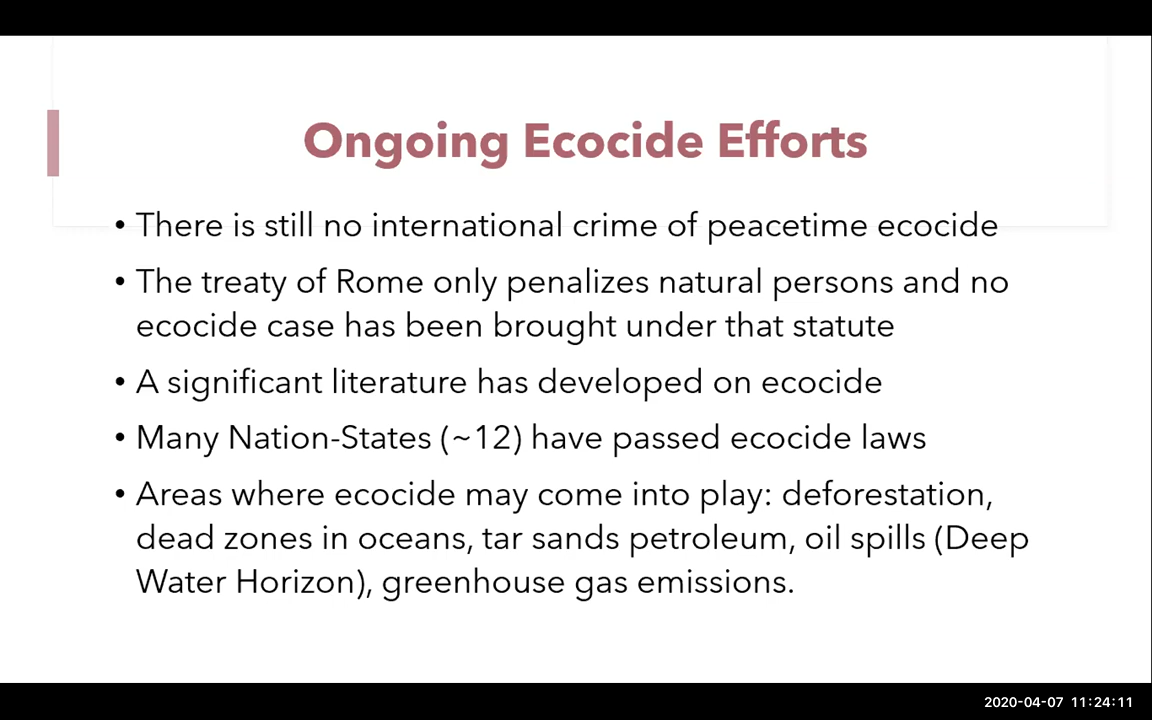 Ongoing Ecocide Efforts
• There is still no international crime of peacetime ecocide
• The treaty of Rome only penalizes natural persons and no
ecocide case has been brought under that statute
• A significant literature has developed on ecocide
• Many Nation-States (~12) have passed ecocide laws
• Areas where ecocide may come into play: deforestation,
dead zones in oceans, tar sands petroleum, oil spills (Deep
Water Horizon), greenhouse gas emissions.
2020-04-07 11:24:11